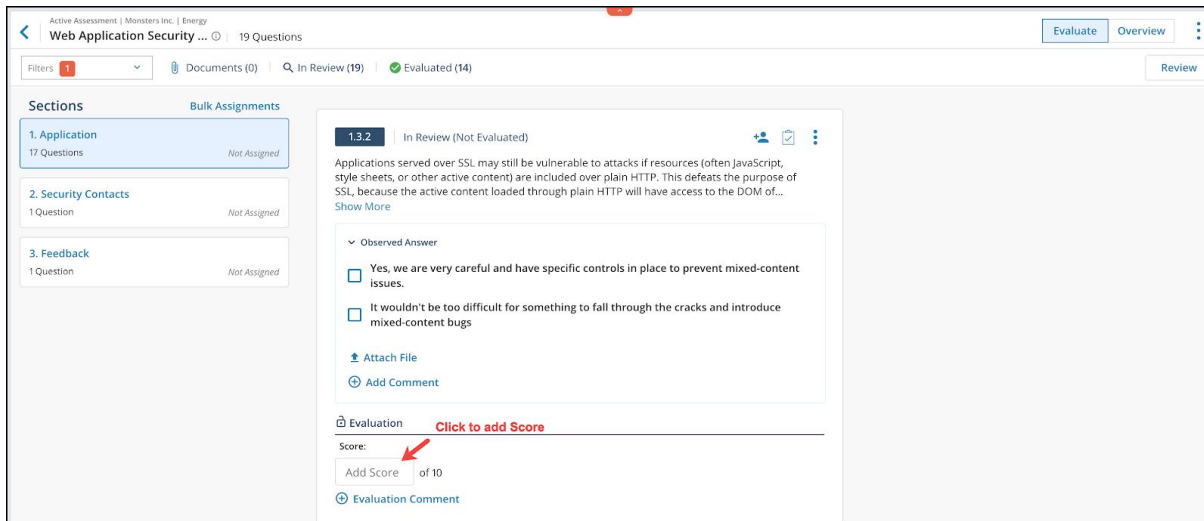 Active Assessment | Monsters Inc. | Energy
Web Application Security ... 19 Questions
Evaluate Overview
Filters 1
Documents (0)
In Review (19)
Evaluated (14)
Review
Sections
Bulk Assignments
1. Application
17 Questions
Not Assigned
2. Security Contacts
1 Question
Not Assigned
3. Feedback
1 Question
Not Assigned
1.3.2
In Review (Not Evaluated)
Applications served over SSL may still be vulnerable to attacks if resources (often JavaScript,
style sheets, or other active content) are included over plain HTTP. This defeats the purpose of
SSL, because the active content loaded through plain HTTP will have access to the DOM of...
Show More
Observed Answer
Yes, we are very careful and have specific controls in place to prevent mixed-content
issues.
It wouldn't be too difficult for something to fall through the cracks and introduce
mixed-content bugs
Attach File
Add Comment
Evaluation
Click to add Score
Score:
Add Score of 10
Evaluation Comment